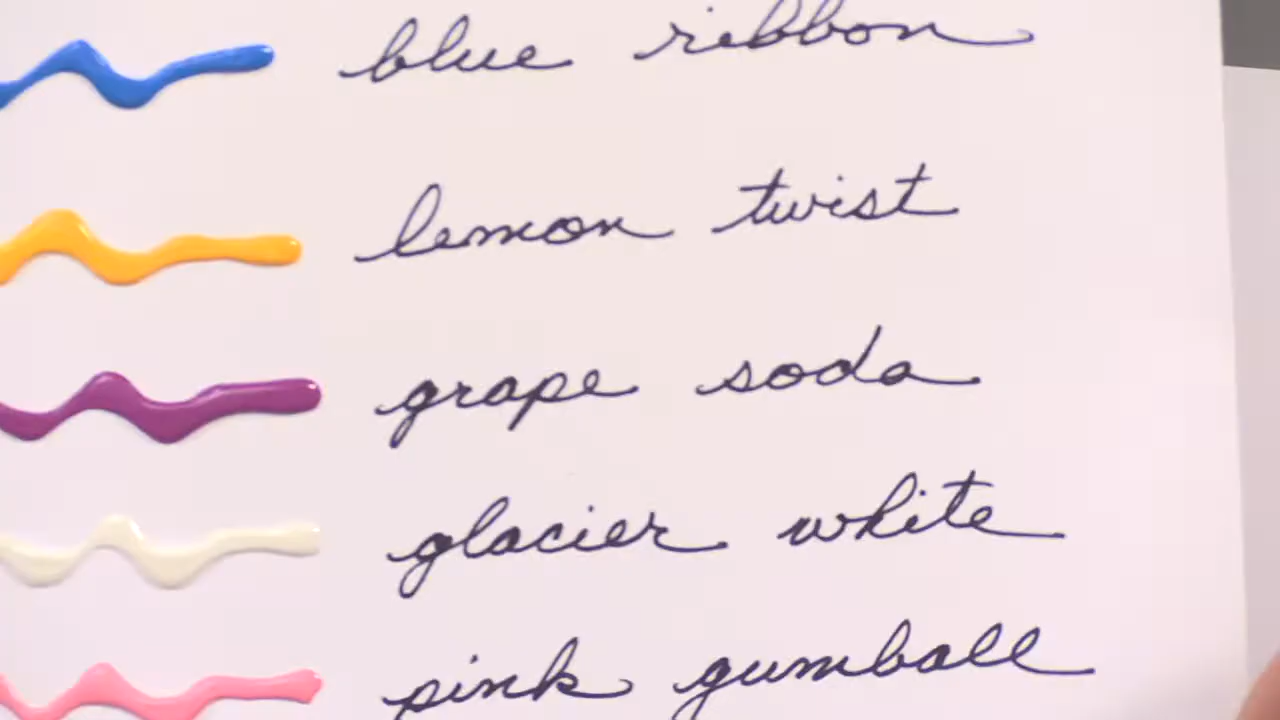 blue ribbon
lemon twist
grape soda
glacier white
pink gumball